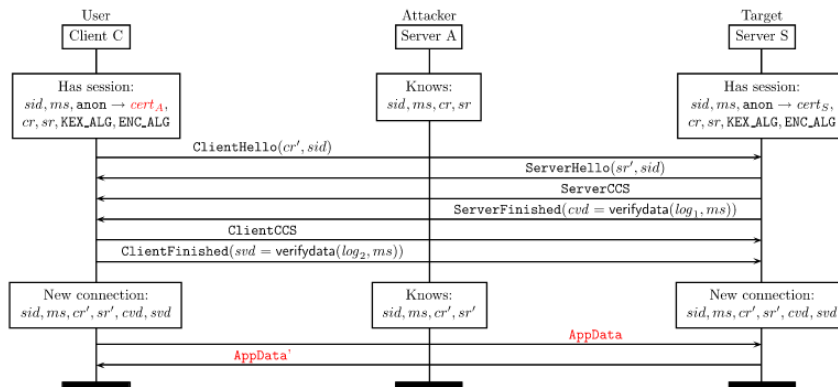 User Attacker Target
Client C Server A Server S
Has session:
sid, ms, anon → cert_A,
cr, sr, KEX_ALG, ENC_ALG
Knows:
sid, ms, cr, sr
Has session:
sid, ms, anon → cert_S,
cr, sr, KEX_ALG, ENC_ALG
ClientHello(cr′, sid)
ServerHello(sr′, sid)
ServerCCS
ServerFinished(cvd = verifydata(log₁, ms))
ClientCCS
ClientFinished(svd = verifydata(log₂, ms))
New connection:
sid, ms, cr′, sr′, cvd, svd
Knows:
sid, ms, cr′, sr′
New connection:
sid, ms, cr′, sr′, cvd, svd
AppData
AppData'